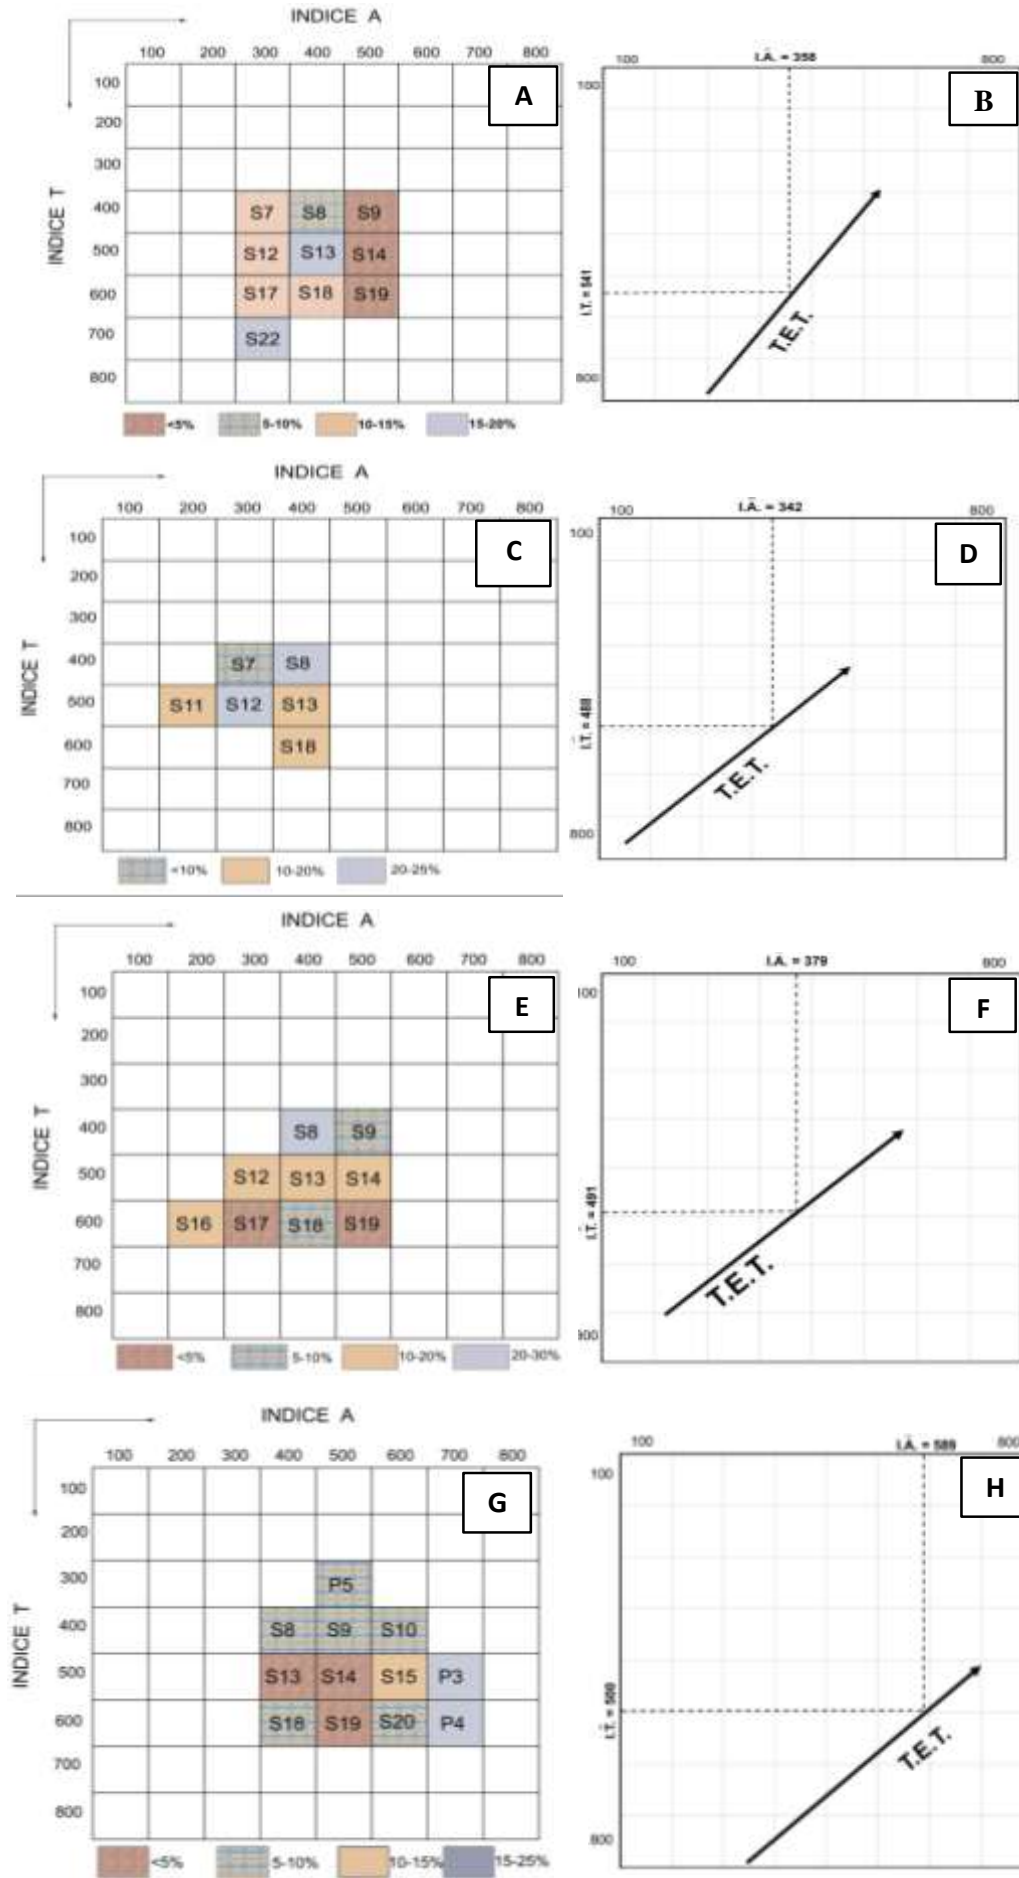 INDICE A
100 200 300 400 500 600 700 800
A
INDICE T
100
200
300
400 S7 S8 S9
500 S12 S13 S14
600 S17 S18 S19
700 S22
800
<5% 5-10% 10-15% 15-20%
100 I.A. = 358 800
B
100
I.T. = 541
T.E.T.
800
INDICE A
100 200 300 400 500 600 700 800
C
INDICE T
100
200
300
400 S7 S8
500 S11 S12 S13
600 S18
700
800
<10% 10-20% 20-25%
100 I.A. = 342 800
D
100
I.T. = 488
T.E.T.
800
INDICE A
100 200 300 400 500 600 700 800
E
INDICE T
100
200
300
400 S8 S9
500 S12 S13 S14
600 S16 S17 S18 S19
700
800
<5% 5-10% 10-20% 20-30%
100 I.A. = 379 800
F
100
I.T. = 491
T.E.T.
800
INDICE A
100 200 300 400 500 600 700 800
G
INDICE T
100
200
300 P5
400 S8 S9 S10
500 S13 S14 S15 P3
600 S18 S19 S20 P4
700
800
<5% 5-10% 10-15% 15-25%
100 I.A. = 589 800
H
100
I.T. = 500
T.E.T.
800